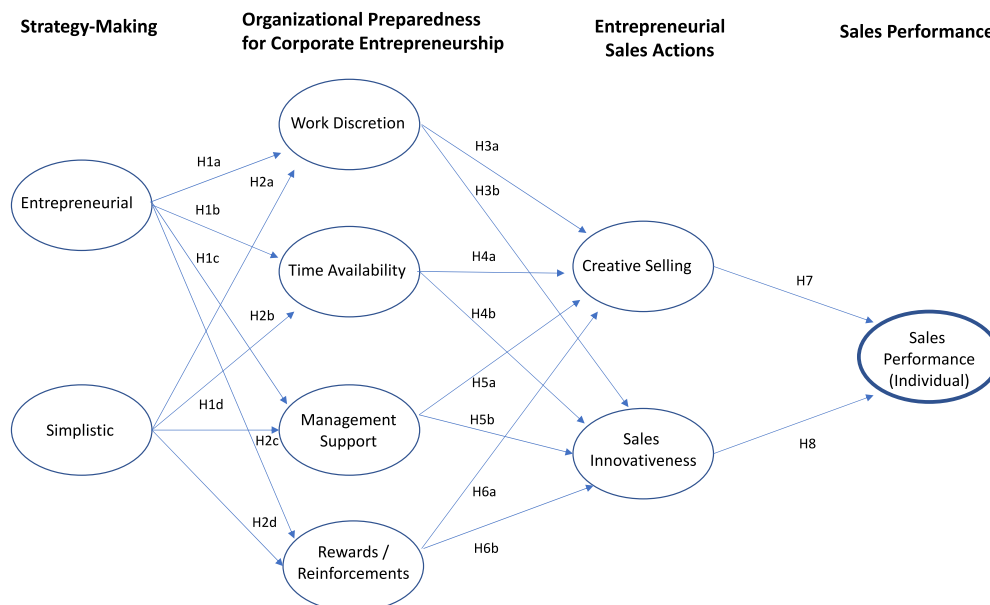 Strategy-Making
Organizational Preparedness
for Corporate Entrepreneurship
Entrepreneurial
Sales Actions
Sales Performance
Work Discretion
H3a
H1a
H2a
H3b
Entrepreneurial
H1b
H1c
H4a
Time Availability
Creative Selling
H7
H2b
H4b
Sales
Performance
(Individual)
H5a
H1d
Simplistic
Management
Support
H5b
H2c
Sales
Innovativeness
H8
H6a
H2d
H6b
Rewards /
Reinforcements